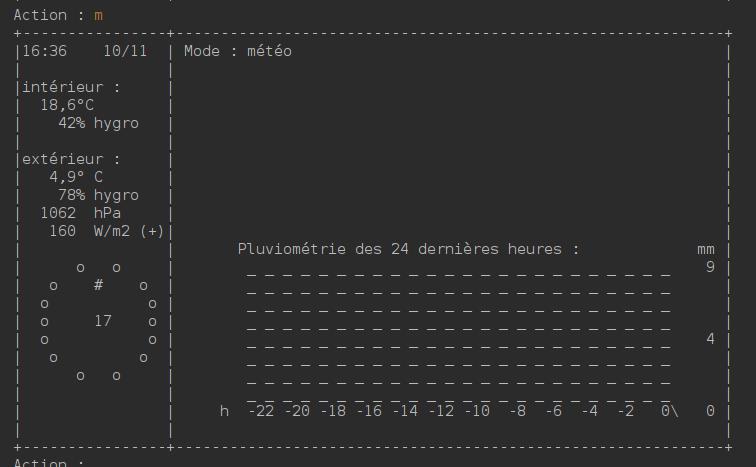 Action : m
+----------------+-------------------------------------------------------------+
|16:36    10/11  | Mode : météo                                                |
|                |                                                             |
|intérieur :     |                                                             |
|  18,6°C        |                                                             |
|    42% hygro   |                                                             |
|                |                                                             |
|extérieur :     |                                                             |
|   4,9° C       |                                                             |
|    78% hygro   |                                                             |
|  1062  hPa     |                                                             |
|   160  W/m2 (+)|                                                             |
|                |       Pluviométrie des 24 dernières heures :             mm |
|      o   o     |        _ _ _ _ _ _ _ _ _ _ _ _ _ _ _ _ _ _ _ _ _ _ _ _    9 |
|   o    #    o  |        _ _ _ _ _ _ _ _ _ _ _ _ _ _ _ _ _ _ _ _ _ _ _ _      |
|  o           o |        _ _ _ _ _ _ _ _ _ _ _ _ _ _ _ _ _ _ _ _ _ _ _ _      |
|  o     17    o |        _ _ _ _ _ _ _ _ _ _ _ _ _ _ _ _ _ _ _ _ _ _ _ _      |
|  o           o |        _ _ _ _ _ _ _ _ _ _ _ _ _ _ _ _ _ _ _ _ _ _ _ _    4 |
|   o         o  |        _ _ _ _ _ _ _ _ _ _ _ _ _ _ _ _ _ _ _ _ _ _ _ _      |
|      o   o     |        _ _ _ _ _ _ _ _ _ _ _ _ _ _ _ _ _ _ _ _ _ _ _ _      |
|                |        _ _ _ _ _ _ _ _ _ _ _ _ _ _ _ _ _ _ _ _ _ _ _ _      |
|                |     h  -22 -20 -18 -16 -14 -12 -10  -8  -6  -4  -2   0\   0 |
|                |                                                             |
+----------------+-------------------------------------------------------------+
Action :